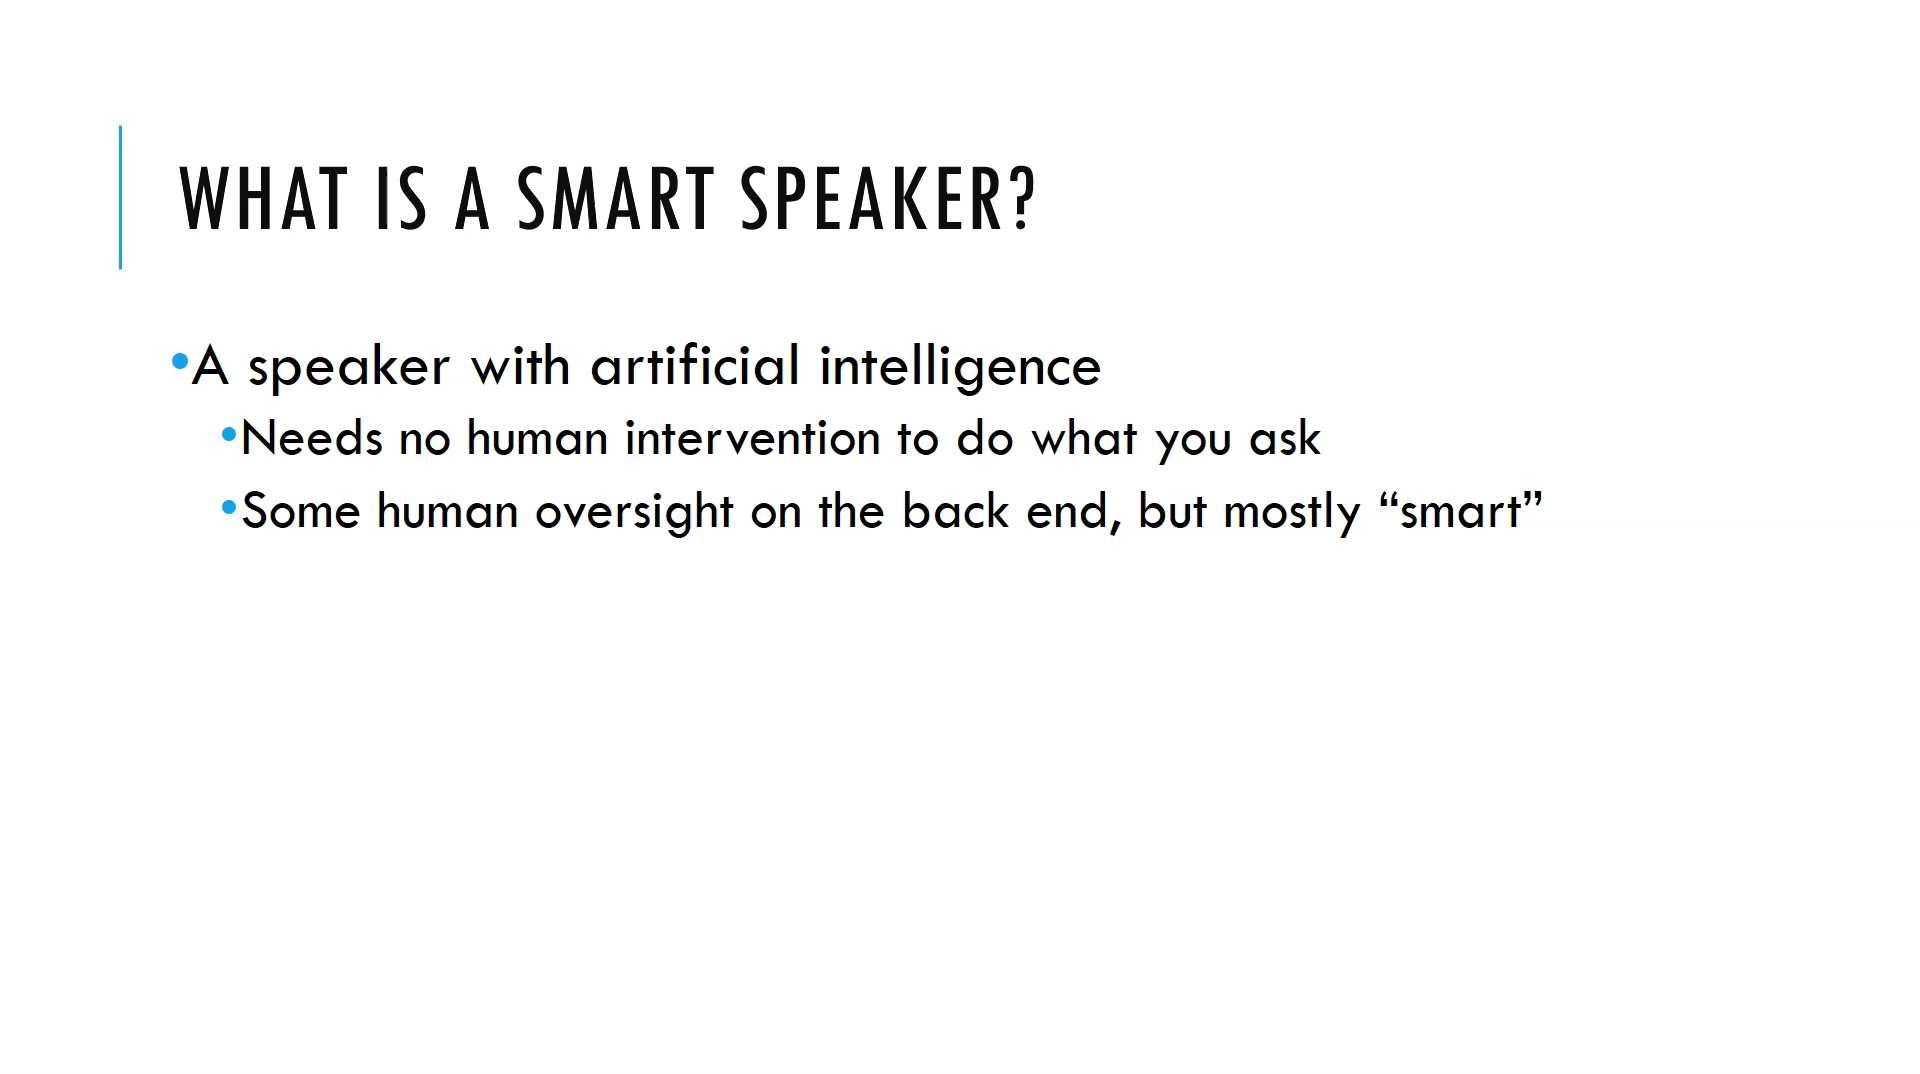 WHAT IS A SMART SPEAKER?
•A speaker with artificial intelligence
•Needs no human intervention to do what you ask
•Some human oversight on the back end, but mostly “smart”